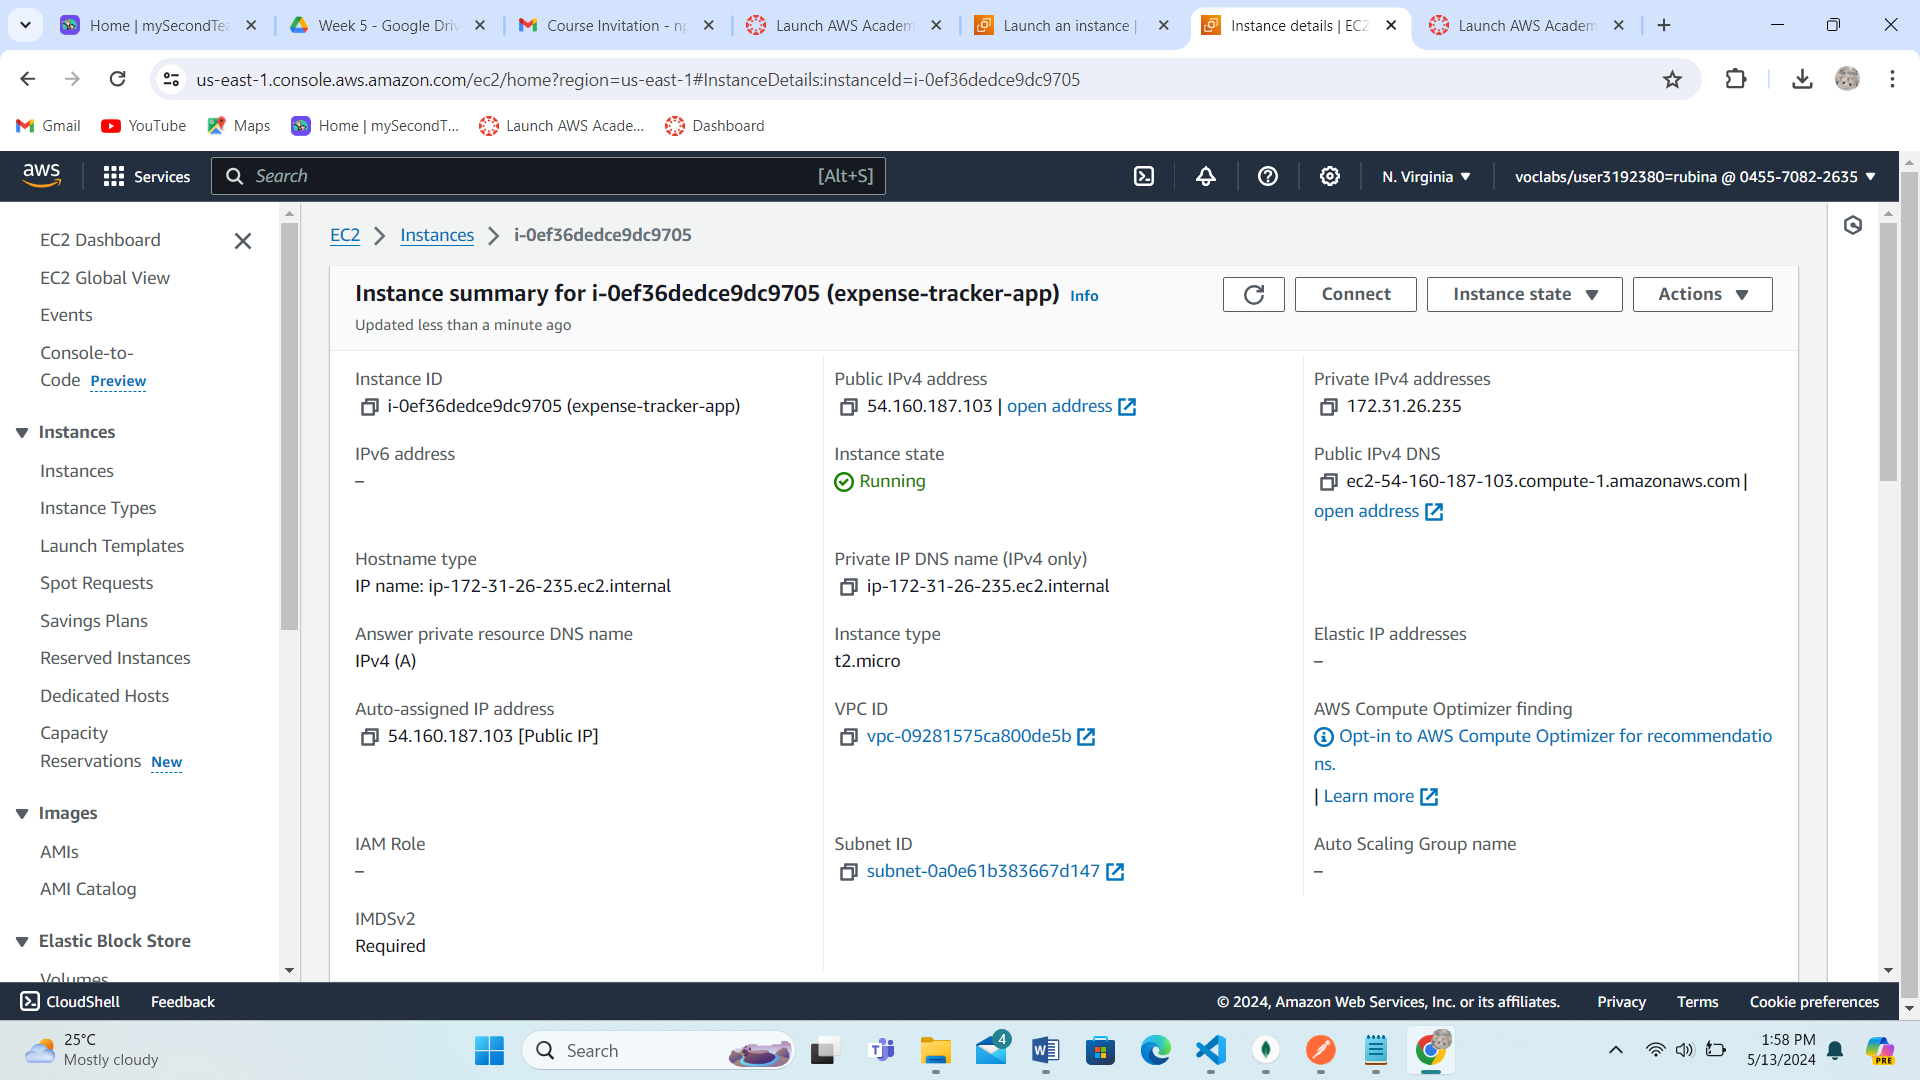 Home | mySecondTea
Week 5 - Google Driv
Course Invitation - np
Launch AWS Academ
Launch an instance |
Instance details | EC2
Launch AWS Academ
us-east-1.console.aws.amazon.com/ec2/home?region=us-east-1#InstanceDetails:instanceId=i-0ef36dedce9dc9705
Gmail
YouTube
Maps
Home | mySecondT...
Launch AWS Acade...
Dashboard
aws
Services
Search
[Alt+S]
N. Virginia
voclabs/user3192380=rubina @ 0455-7082-2635
EC2 Dashboard
EC2 Global View
Events
Console-to-
Code Preview
Instances
Instances
Instance Types
Launch Templates
Spot Requests
Savings Plans
Reserved Instances
Dedicated Hosts
Capacity
Reservations New
Images
AMIs
AMI Catalog
Elastic Block Store
Volumes
EC2 > Instances > i-0ef36dedce9dc9705
Instance summary for i-0ef36dedce9dc9705 (expense-tracker-app) Info
Updated less than a minute ago
Connect
Instance state
Actions
Instance ID
i-0ef36dedce9dc9705 (expense-tracker-app)
Public IPv4 address
54.160.187.103 | open address
Private IPv4 addresses
172.31.26.235
IPv6 address
–
Instance state
Running
Public IPv4 DNS
ec2-54-160-187-103.compute-1.amazonaws.com |
open address
Hostname type
IP name: ip-172-31-26-235.ec2.internal
Private IP DNS name (IPv4 only)
ip-172-31-26-235.ec2.internal
Answer private resource DNS name
IPv4 (A)
Instance type
t2.micro
Elastic IP addresses
–
Auto-assigned IP address
54.160.187.103 [Public IP]
VPC ID
vpc-09281575ca800de5b
AWS Compute Optimizer finding
Opt-in to AWS Compute Optimizer for recommendatio
ns.
| Learn more
IAM Role
–
Subnet ID
subnet-0a0e61b383667d147
Auto Scaling Group name
–
IMDSv2
Required
CloudShell
Feedback
© 2024, Amazon Web Services, Inc. or its affiliates.
Privacy
Terms
Cookie preferences
25°C
Mostly cloudy
Search
4
1:58 PM
5/13/2024
PRE